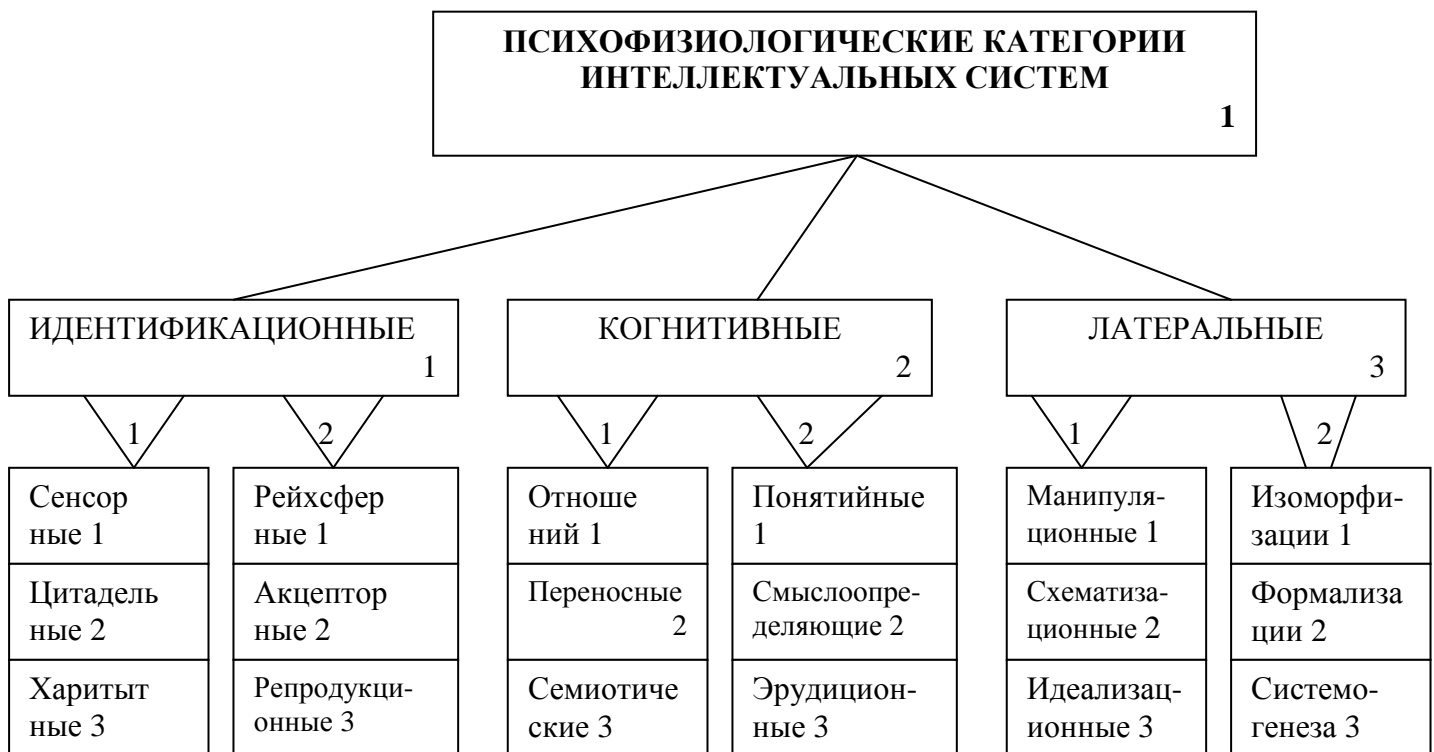 ПСИХОФИЗИОЛОГИЧЕСКИЕ КАТЕГОРИИ
ИНТЕЛЛЕКТУАЛЬНЫХ СИСТЕМ
1
ИДЕНТИФИКАЦИОННЫЕ
1
КОГНИТИВНЫЕ
2
ЛАТЕРАЛЬНЫЕ
3
1
2
1
2
1
2
Сенсор
ные 1
Цитадель
ные 2
Харитыт
ные 3
Рейхсфер
ные 1
Акцептор
ные 2
Репродукци-
онные 3
Отноше
ний 1
Переносные
2
Семиотиче
ские 3
Понятийные
1
Смыслоопре-
деляющие 2
Эрудицион-
ные 3
Манипуля-
ционные 1
Схематиза-
ционные 2
Идеализац-
ионные 3
Изоморфи-
зации 1
Формализа
ции 2
Системо-
генеза 3